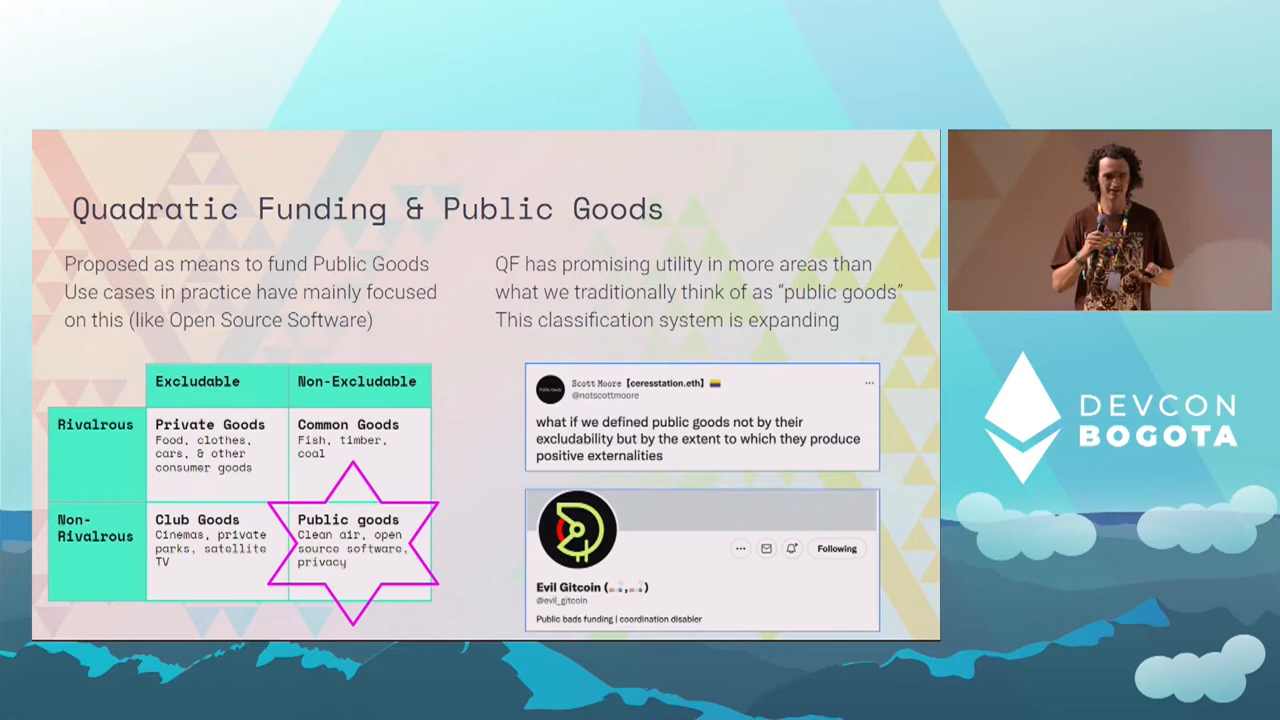 Quadratic Funding & Public Goods
Proposed as means to fund Public Goods
Use cases in practice have mainly focused
on this (like Open Source Software)
QF has promising utility in more areas than
what we traditionally think of as “public goods”
This classification system is expanding
Excludable
Non-Excludable
Rivalrous
Private Goods
Food, clothes,
cars, & other
consumer goods
Common Goods
Fish, timber,
coal
Non-
Rivalrous
Club Goods
Cinemas, private
parks, satellite
TV
Public goods
Clean air, open
source software,
privacy
Public Goods
Scott Moore【ceresstation.eth】
@notscottmoore
what if we defined public goods not by their
excludability but by the extent to which they produce
positive externalities
Following
Evil Gitcoin
@evil_gitcoin
Public bads funding | coordination disabler
DEVCON
BOGOTA